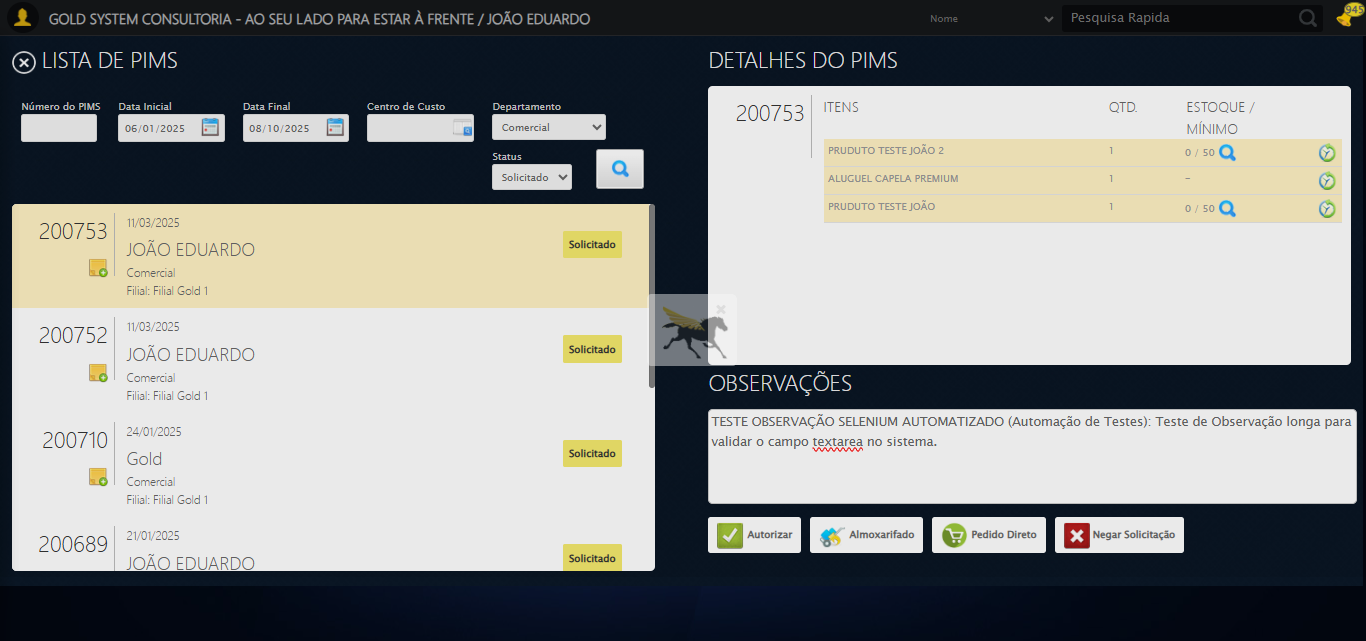 GOLD SYSTEM CONSULTORIA - AO SEU LADO PARA ESTAR À FRENTE / JOÃO EDUARDO
Nome
Pesquisa Rapida
945
LISTA DE PIMS
Número do PIMS
Data Inicial
Data Final
Centro de Custo
Departamento
06/01/2025
08/10/2025
Comercial
Status
Solicitado
200753
11/03/2025
JOÃO EDUARDO
Solicitado
Comercial
Filial: Filial Gold 1
200752
11/03/2025
JOÃO EDUARDO
Solicitado
Comercial
Filial: Filial Gold 1
200710
24/01/2025
Gold
Solicitado
Comercial
Filial: Filial Gold 1
200689
21/01/2025
JOÃO EDUARDO
Solicitado
DETALHES DO PIMS
200753
ITENS
QTD.
ESTOQUE /
MÍNIMO
PRUDUTO TESTE JOÃO 2
1
0 / 50
ALUGUEL CAPELA PREMIUM
1
–
PRUDUTO TESTE JOÃO
1
0 / 50
OBSERVAÇÕES
TESTE OBSERVAÇÃO SELENIUM AUTOMATIZADO (Automação de Testes): Teste de Observação longa para
validar o campo textarea no sistema.
Autorizar
Almoxarifado
Pedido Direto
Negar Solicitação